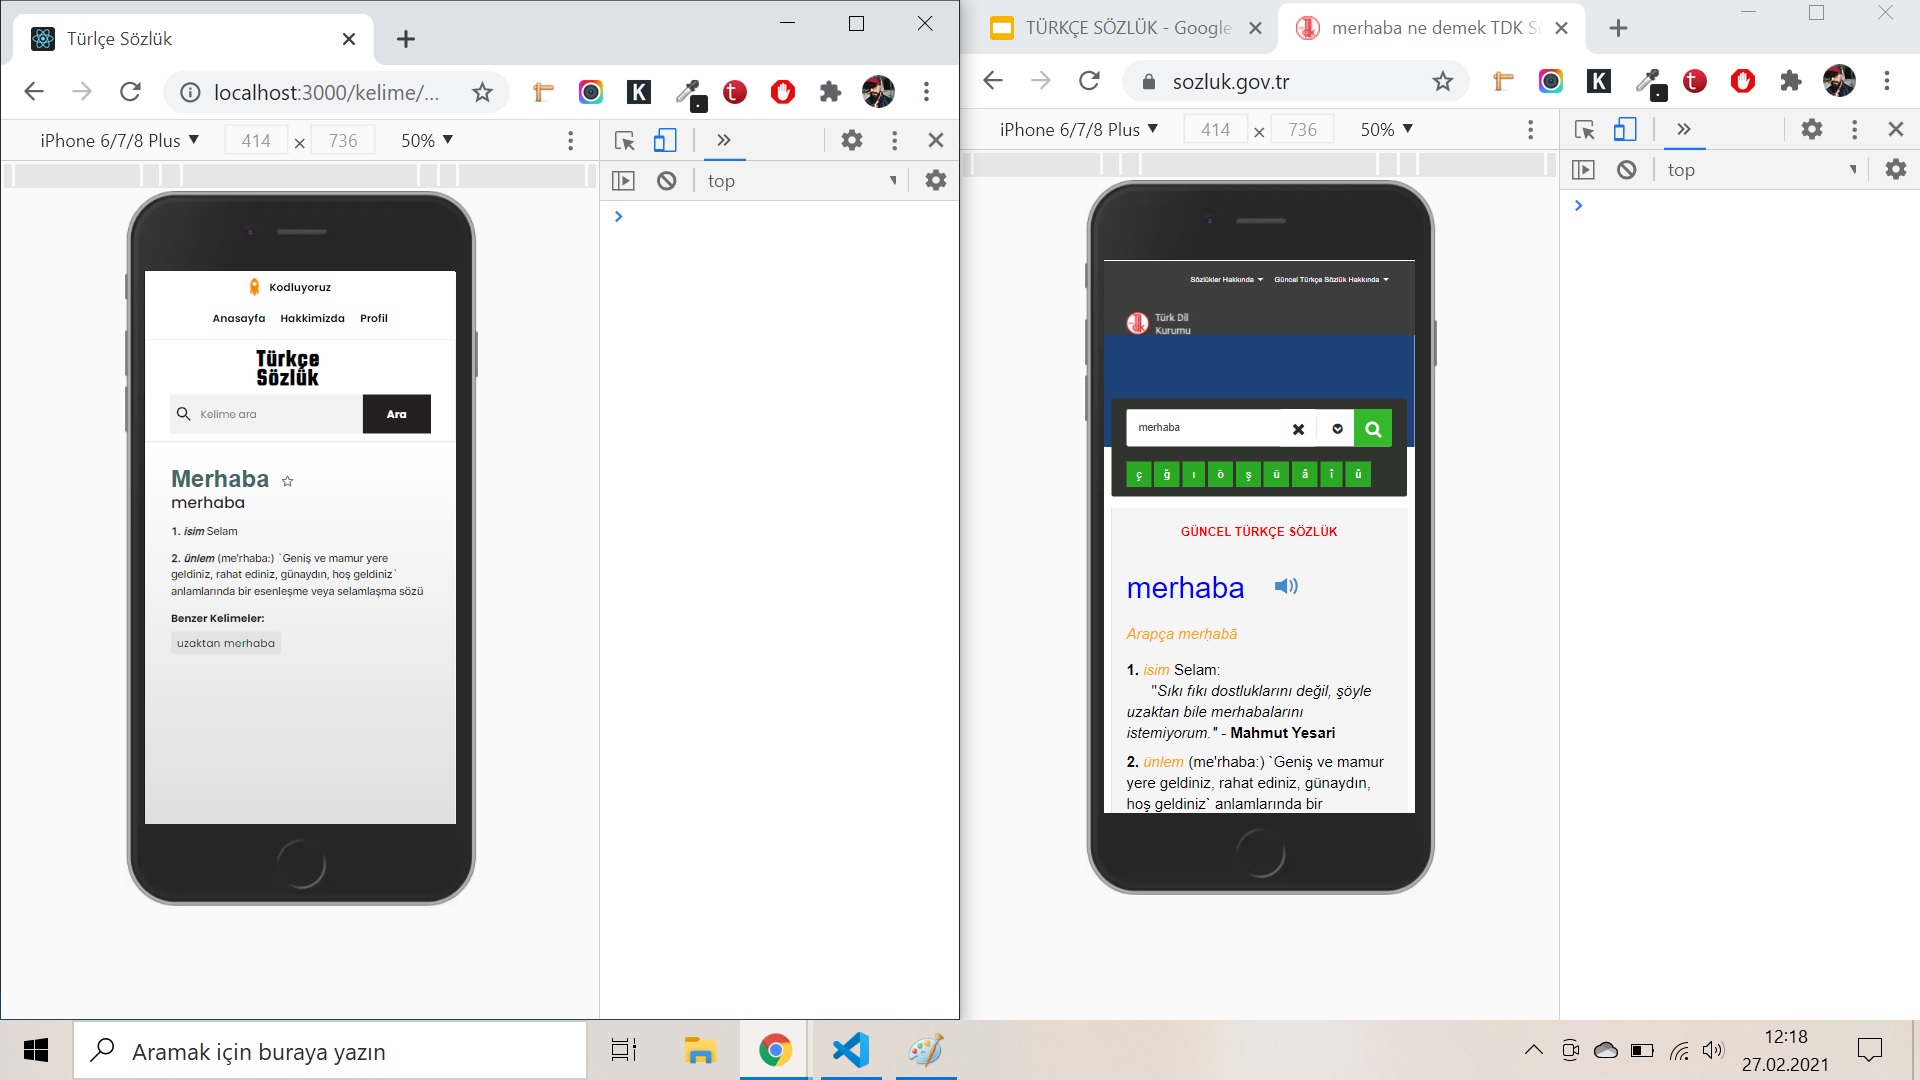 Türlçe Sözlük
localhost:3000/kelime/...
iPhone 6/7/8 Plus
414 × 736
50%
top
Kodluyoruz
Anasayfa Hakkimizda Profil
Türkçe
Sözlük
Kelime ara
Ara
Merhaba
merhaba
1. isim Selam
2. ünlem (me'rhaba:) `Geniş ve mamur yere
geldiniz, rahat ediniz, günaydın, hoş geldiniz`
anlamlarında bir esenleşme veya selamlaşma sözü
Benzer Kelimeler:
uzaktan merhaba
TÜRKÇE SÖZLÜK - Google
merhaba ne demek TDK Sö
sozluk.gov.tr
iPhone 6/7/8 Plus
414 × 736
50%
top
Sözlükler Hakkında
Güncel Türkçe Sözlük Hakkında
Türk Dil
Kurumu
merhaba
ç ğ ı ö ş ü â î û
GÜNCEL TÜRKÇE SÖZLÜK
merhaba
Arapça merḥabā
1. isim Selam:
"Sıkı fıkı dostluklarını değil, şöyle
uzaktan bile merhabalarını
istemiyorum." - Mahmut Yesari
2. ünlem (me'rhaba:) `Geniş ve mamur
yere geldiniz, rahat ediniz, günaydın,
hoş geldiniz` anlamlarında bir
Aramak için buraya yazın
12:18
27.02.2021